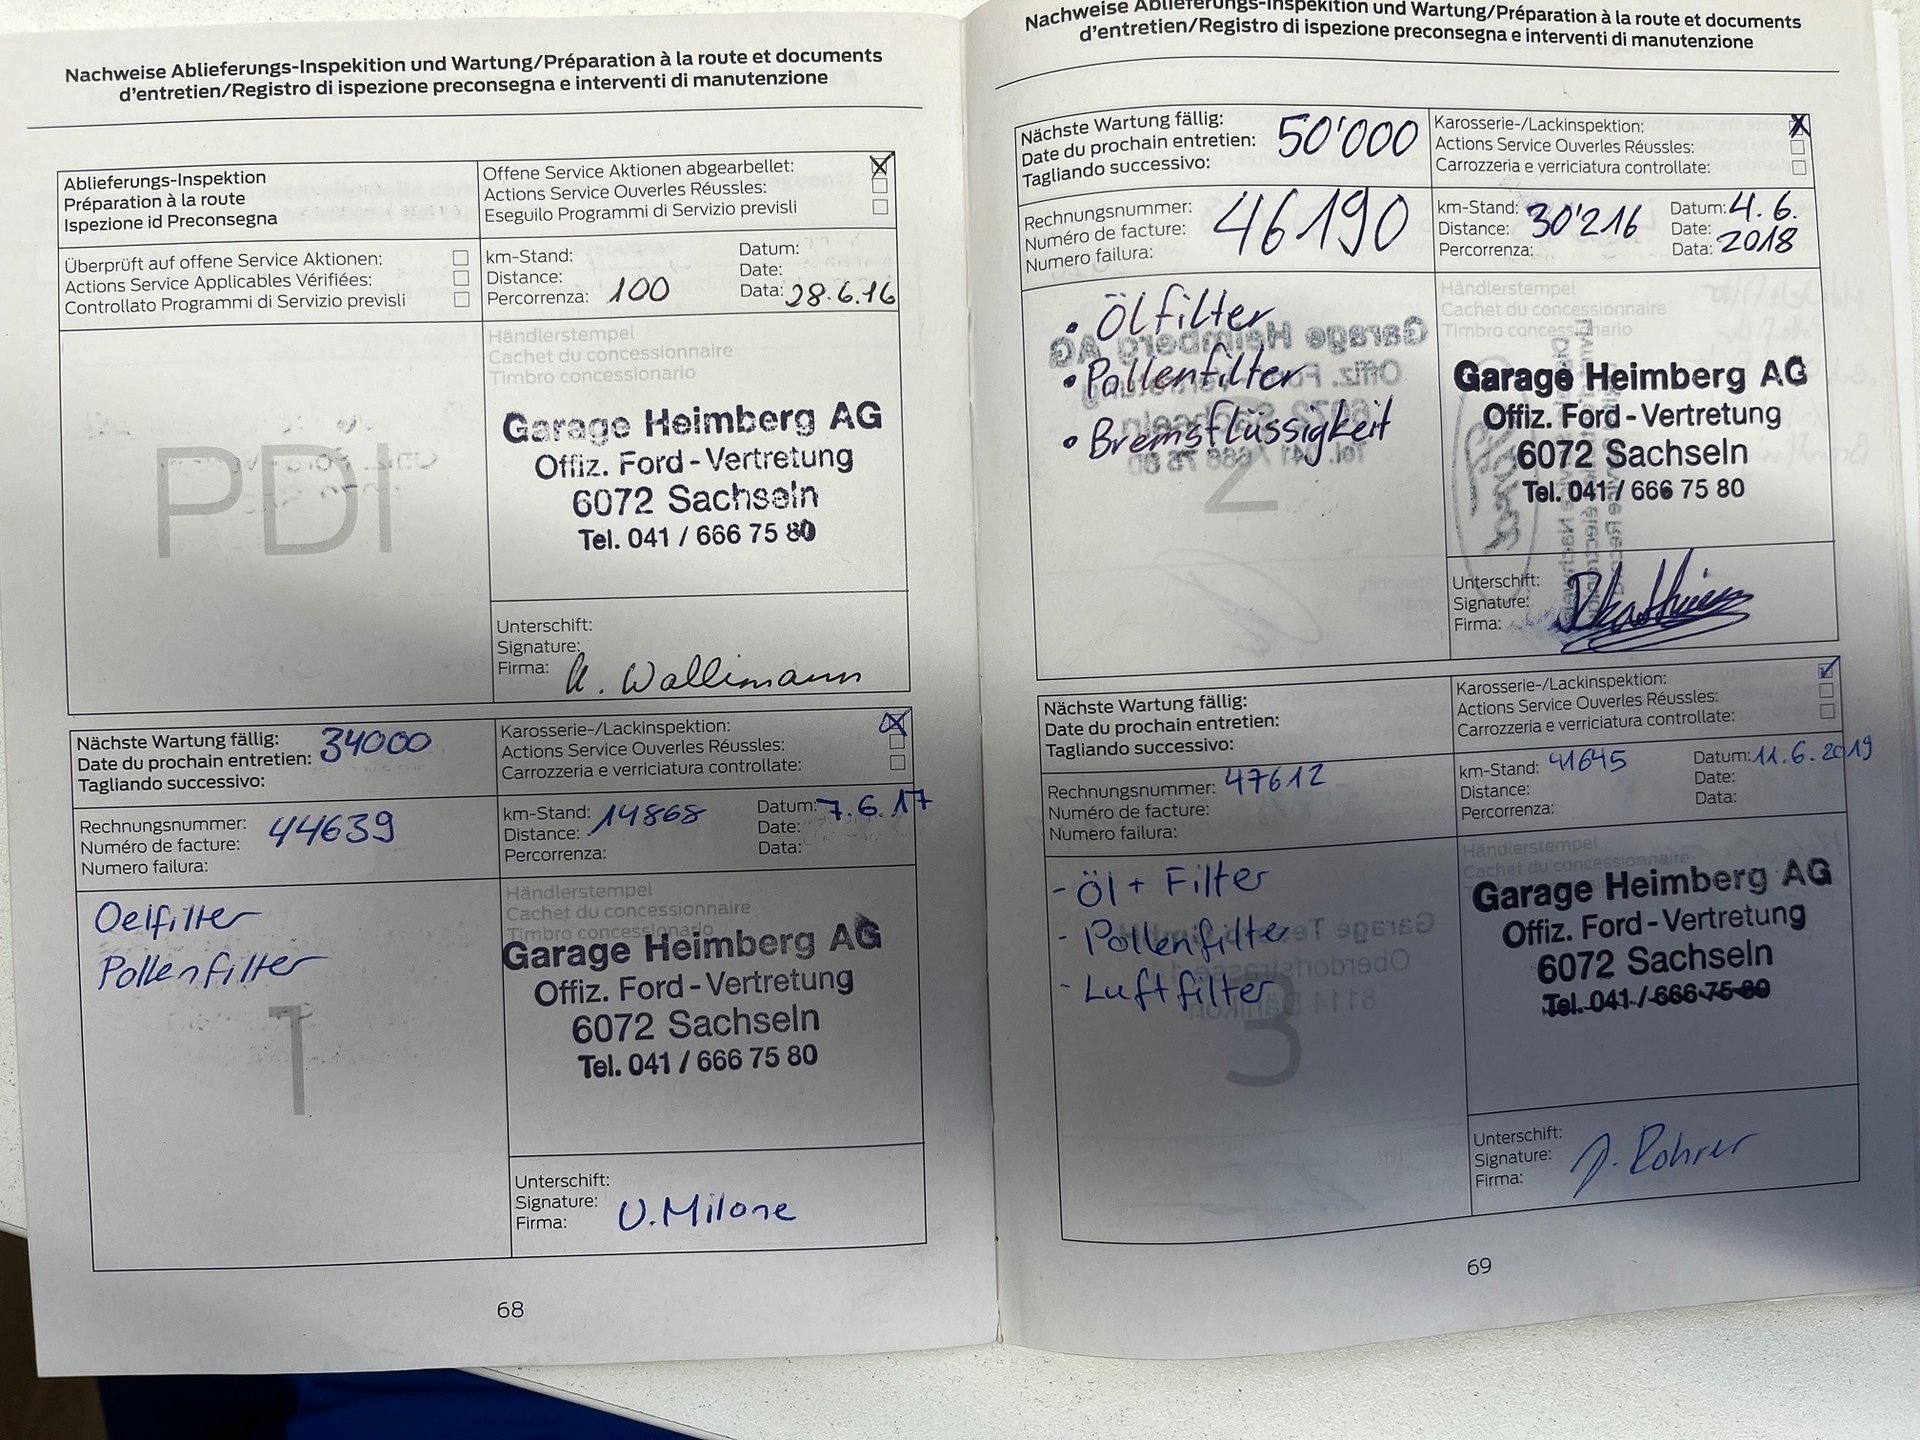 Nachweise Ablieferungs-Inspekition und Wartung/Préparation à la route et documents
d'entretien/Registro di ispezione preconsegna e interventi di manutenzione
Ablieferungs-Inspektion
Préparation à la route
Ispezione id Preconsegna
Offene Service Aktionen abgearbellet:
Actions Service Ouverles Réussles:
Eseguilo Programmi di Servizio previsli
Überprüft auf offene Service Aktionen:
Actions Service Applicables Vérifiées:
Controllato Programmi di Servizio previsli
km-Stand:
Distance:
Percorrenza: 100
Datum:
Date:
Data: 28.6.16
PDI
Händlerstempel
Cachet du concessionnaire
Timbro concessionario
Garage Heimberg AG
Offiz. Ford-Vertretung
6072 Sachseln
Tel. 041 / 666 75 80
Unterschift:
Signature:
Firma: U. Wallimann
Nächste Wartung fällig: 34000
Date du prochain entretien:
Tagliando successivo:
Karosserie-/Lackinspektion:
Actions Service Ouverles Réussles:
Carrozzeria e verriciatura controllate:
Rechnungsnummer: 44639
Numéro de facture:
Numero failura:
km-Stand: 14868
Distance:
Percorrenza:
Datum: 7.6.17
Date:
Data:
Oelfilter
Pollenfilter
1
Händlerstempel
Cachet du concessionnaire
Timbro concessionario
Garage Heimberg AG
Offiz. Ford-Vertretung
6072 Sachseln
Tel. 041 / 666 75 80
Unterschift:
Signature:
Firma: U. Milone
68
Nachweise Ablieferungs-Inspekition und Wartung/Préparation à la route et documents
d'entretien/Registro di ispezione preconsegna e interventi di manutenzione
Nächste Wartung fällig: 50'000
Date du prochain entretien:
Tagliando successivo:
Karosserie-/Lackinspektion:
Actions Service Ouverles Réussles:
Carrozzeria e verriciatura controllate:
Rechnungsnummer: 46190
Numéro de facture:
Numero failura:
km-Stand: 30'216
Distance:
Percorrenza:
Datum: 4.6.
Date: 2018
Data:
• Ölfilter
• Pollenfilter
• Bremsflüssigkeit
2
Händlerstempel
Cachet du concessionnaire
Timbro concessionario
Garage Heimberg AG
Offiz. Ford-Vertretung
6072 Sachseln
Tel. 041 / 666 75 80
Unterschift:
Signature:
Firma:
Nächste Wartung fällig:
Date du prochain entretien:
Tagliando successivo:
Karosserie-/Lackinspektion:
Actions Service Ouverles Réussles:
Carrozzeria e verriciatura controllate:
Rechnungsnummer: 47612
Numéro de facture:
Numero failura:
km-Stand: 41645
Distance:
Percorrenza:
Datum: 11.6.2019
Date:
Data:
- Öl + Filter
- Pollenfilter
- Luftfilter
3
Händlerstempel
Cachet du concessionnaire
Garage Heimberg AG
Offiz. Ford-Vertretung
6072 Sachseln
Tel. 041 / 666 75 80
Unterschift:
Signature:
Firma: J. Rohrer
69